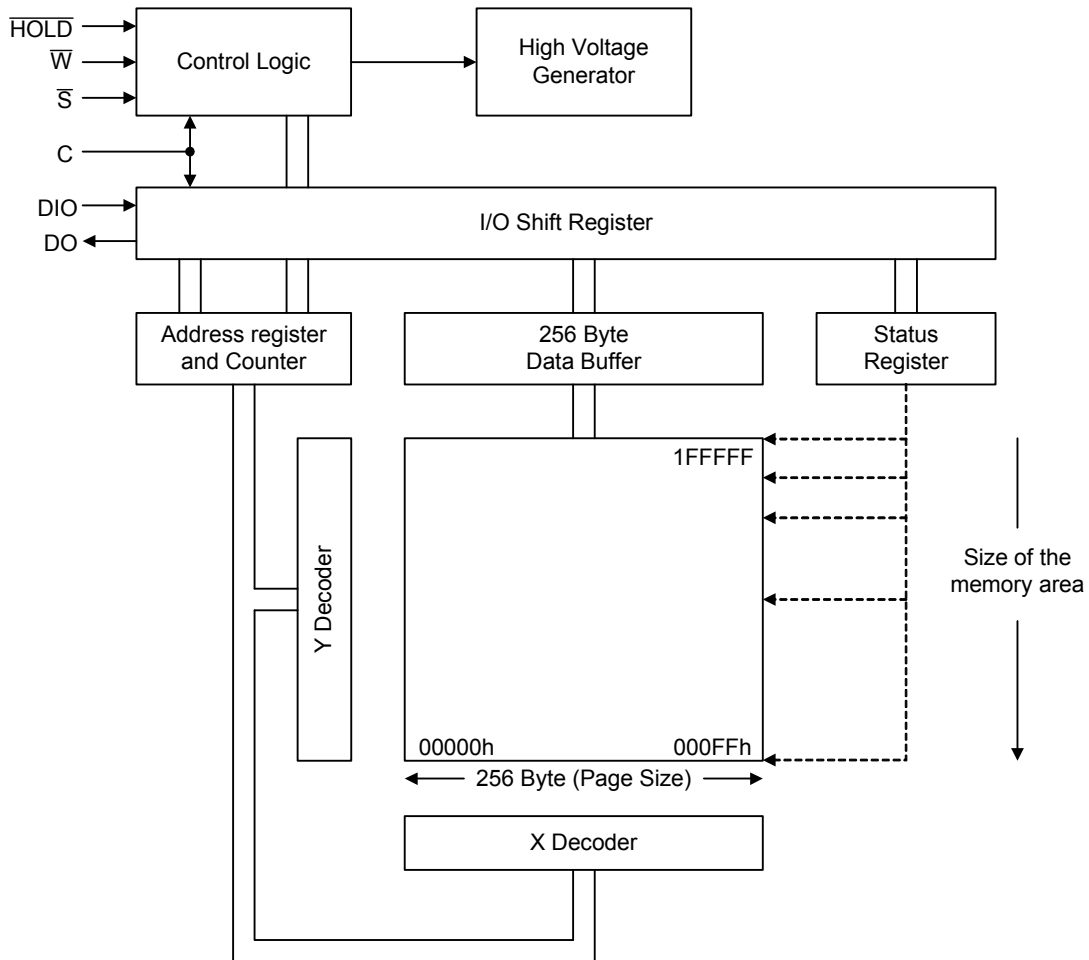 H̅O̅L̅D̅
W̅
S̅
C
DIO
DO
Control Logic
High Voltage
Generator
I/O Shift Register
Address register
and Counter
256 Byte
Data Buffer
Status
Register
1FFFFF
Y Decoder
Size of the
memory area
00000h
000FFh
256 Byte (Page Size)
X Decoder